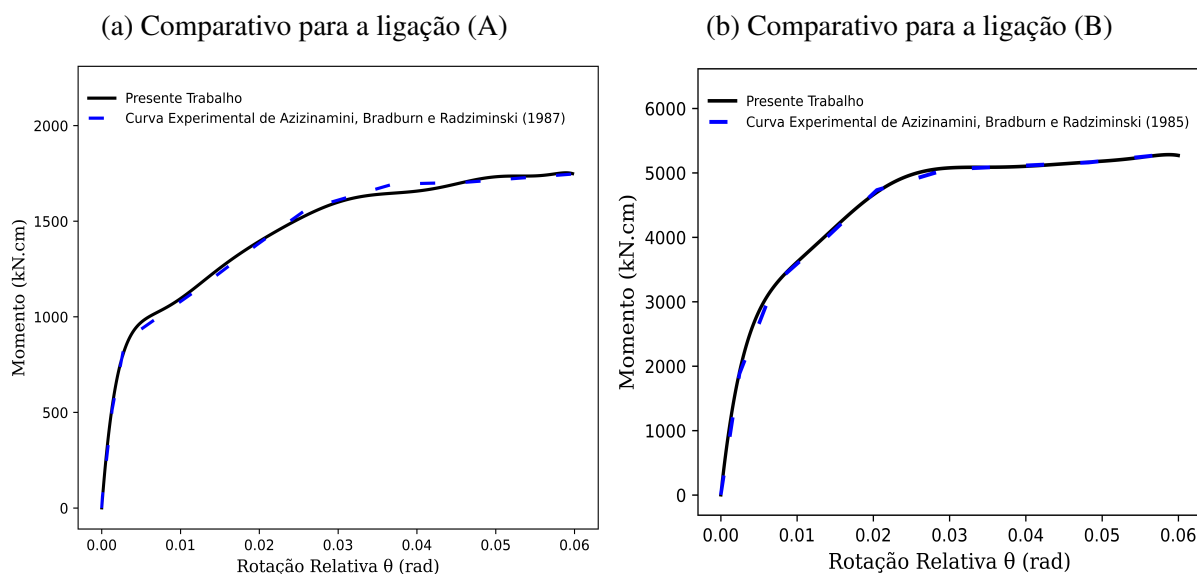 (a) Comparativo para a ligação (A)
Presente Trabalho
Curva Experimental de Azizinamini, Bradburn e Radziminski (1987)
Momento (kN.cm)
2000
1500
1000
500
0
0.00 0.01 0.02 0.03 0.04 0.05 0.06
Rotação Relativa θ (rad)
(b) Comparativo para a ligação (B)
Presente Trabalho
Curva Experimental de Azizinamini, Bradburn e Radziminski (1985)
Momento (kN.cm)
6000
5000
4000
3000
2000
1000
0
0.00 0.01 0.02 0.03 0.04 0.05 0.06
Rotação Relativa θ (rad)